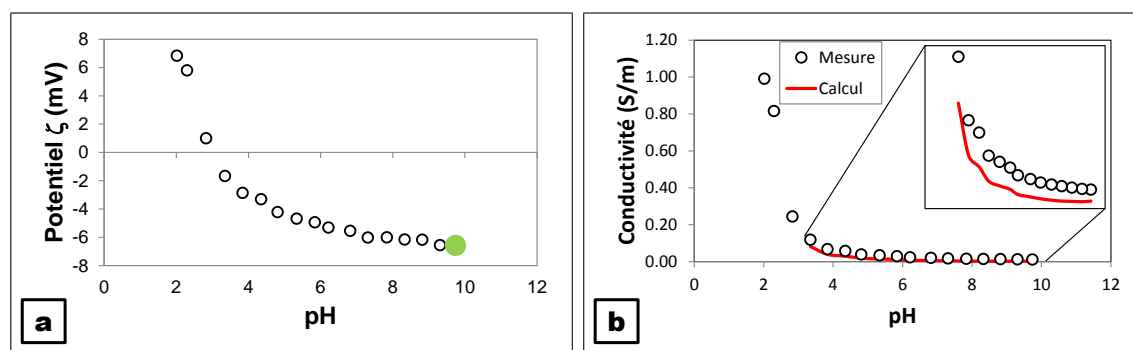 8
6
4
2
0
-2
-4
-6
-8
0 2 4 6 8 10 12
Potentiel ζ (mV)
pH
a
1.20
1.00
0.80
0.60
0.40
0.20
0.00
0 2 4 6 8 10 12
Conductivité (S/m)
pH
Mesure
Calcul
b